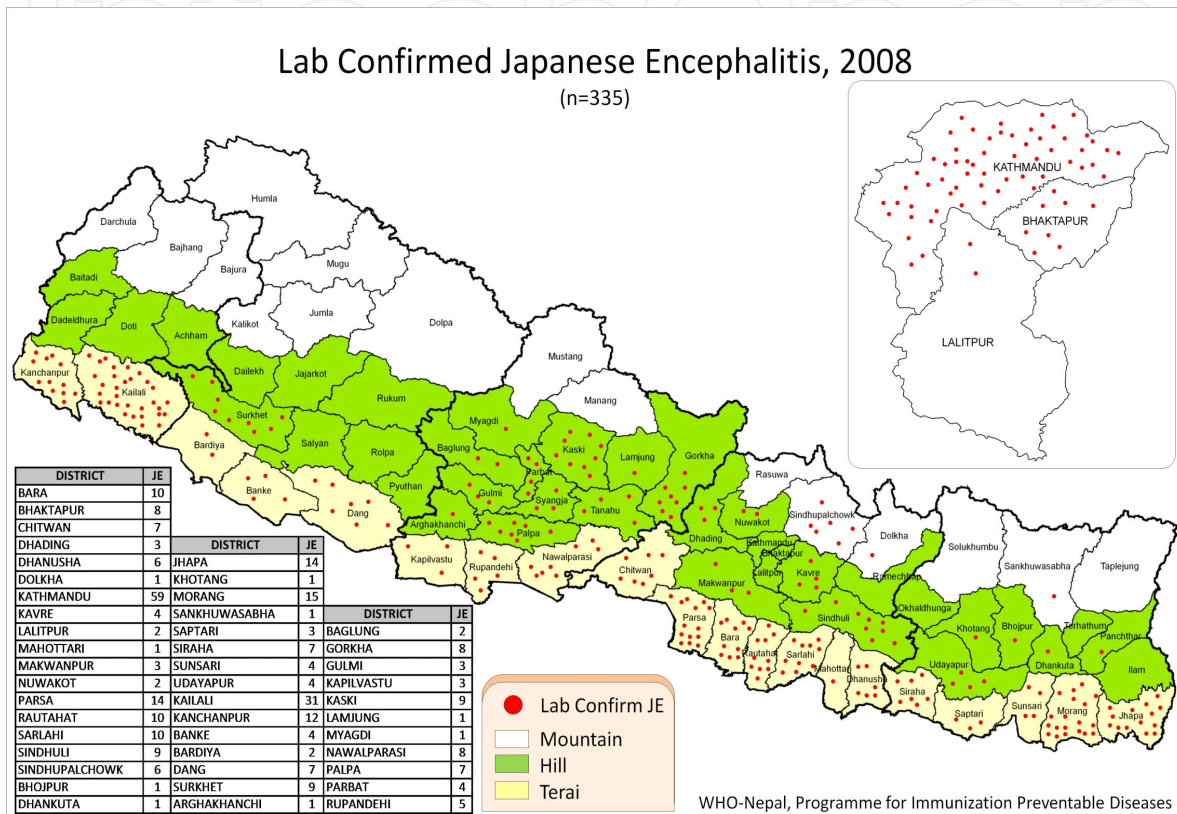 Lab Confirmed Japanese Encephalitis, 2008
(n=335)
KATHMANDU
BHAKTAPUR
LALITPUR
Humla
Darchula
Bajhang
Bajura
Mugu
Baitadi
Dadeldhura
Doti
Achham
Kalikot
Jumla
Dolpa
Mustang
Manang
Kanchanpur
Kailali
Dailekh
Jajarkot
Rukum
Surkhet
Salyan
Rolpa
Pyuthan
Bardiya
Banke
Dang
Myagdi
Baglung
Parbat
Kaski
Lamjung
Gorkha
Gulmi
Syangja
Tanahu
Arghakhanchi
Palpa
Kapilvastu
Rupandehi
Nawalparasi
Chitwan
Rasuwa
Nuwakot
Sindhupalchowk
Dhading
Kathmandu
Bhaktapur
Lalitpur
Kavre
Dolkha
Ramechhap
Makwanpur
Sindhuli
Parsa
Bara
Rautahat
Sarlahi
Mahottari
Dhanusha
Solukhumbu
Sankhuwasabha
Taplejung
Okhaldhunga
Khotang
Bhojpur
Terhathum
Panchthar
Dhankuta
Ilam
Udayapur
Siraha
Saptari
Sunsari
Morang
Jhapa
DISTRICT JE
BARA 10
BHAKTAPUR 8
CHITWAN 7
DHADING 3
DHANUSHA 6
DOLKHA 1
KATHMANDU 59
KAVRE 4
LALITPUR 2
MAHOTTARI 1
MAKWANPUR 3
NUWAKOT 2
PARSA 14
RAUTAHAT 10
SARLAHI 10
SINDHULI 9
SINDHUPALCHOWK 6
BHOJPUR 1
DHANKUTA 1
DISTRICT JE
JHAPA 14
KHOTANG 1
MORANG 15
SANKHUWASABHA 1
SAPTARI 3
SIRAHA 7
SUNSARI 4
UDAYAPUR 4
KAILALI 31
KANCHANPUR 12
BANKE 4
BARDIYA 2
DANG 7
SURKHET 9
ARGHAKHANCHI 1
DISTRICT JE
BAGLUNG 2
GORKHA 8
GULMI 3
KAPILVASTU 3
KASKI 9
LAMJUNG 1
MYAGDI 1
NAWALPARASI 8
PALPA 7
PARBAT 4
RUPANDEHI 5
Lab Confirm JE
Mountain
Hill
Terai
WHO-Nepal, Programme for Immunization Preventable Diseases